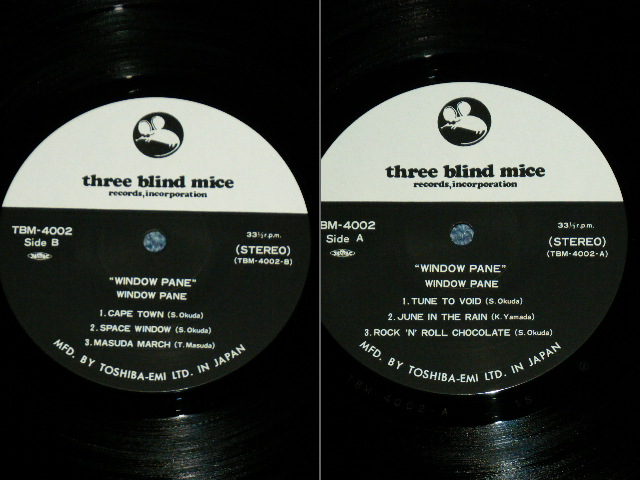 three blind mice
records, incorporation
TBM-4002
Side B
33⅓ r.p.m.
(STEREO)
(TBM-4002-B)
"WINDOW PANE"
WINDOW PANE
1. CAPE TOWN (S. Okuda)
2. SPACE WINDOW (S. Okuda)
3. MASUDA MARCH (T. Masuda)
MFD. BY TOSHIBA-EMI LTD. IN JAPAN
three blind mice
records, incorporation
BM-4002
Side A
33⅓ r.p.m.
(STEREO)
(TBM-4002-A)
"WINDOW PANE"
WINDOW PANE
1. TUNE TO VOID (S. Okuda)
2. JUNE IN THE RAIN (K. Yamada)
3. ROCK 'N' ROLL CHOCOLATE (S. Okuda)
MFD. BY TOSHIBA-EMI LTD. IN JAPAN